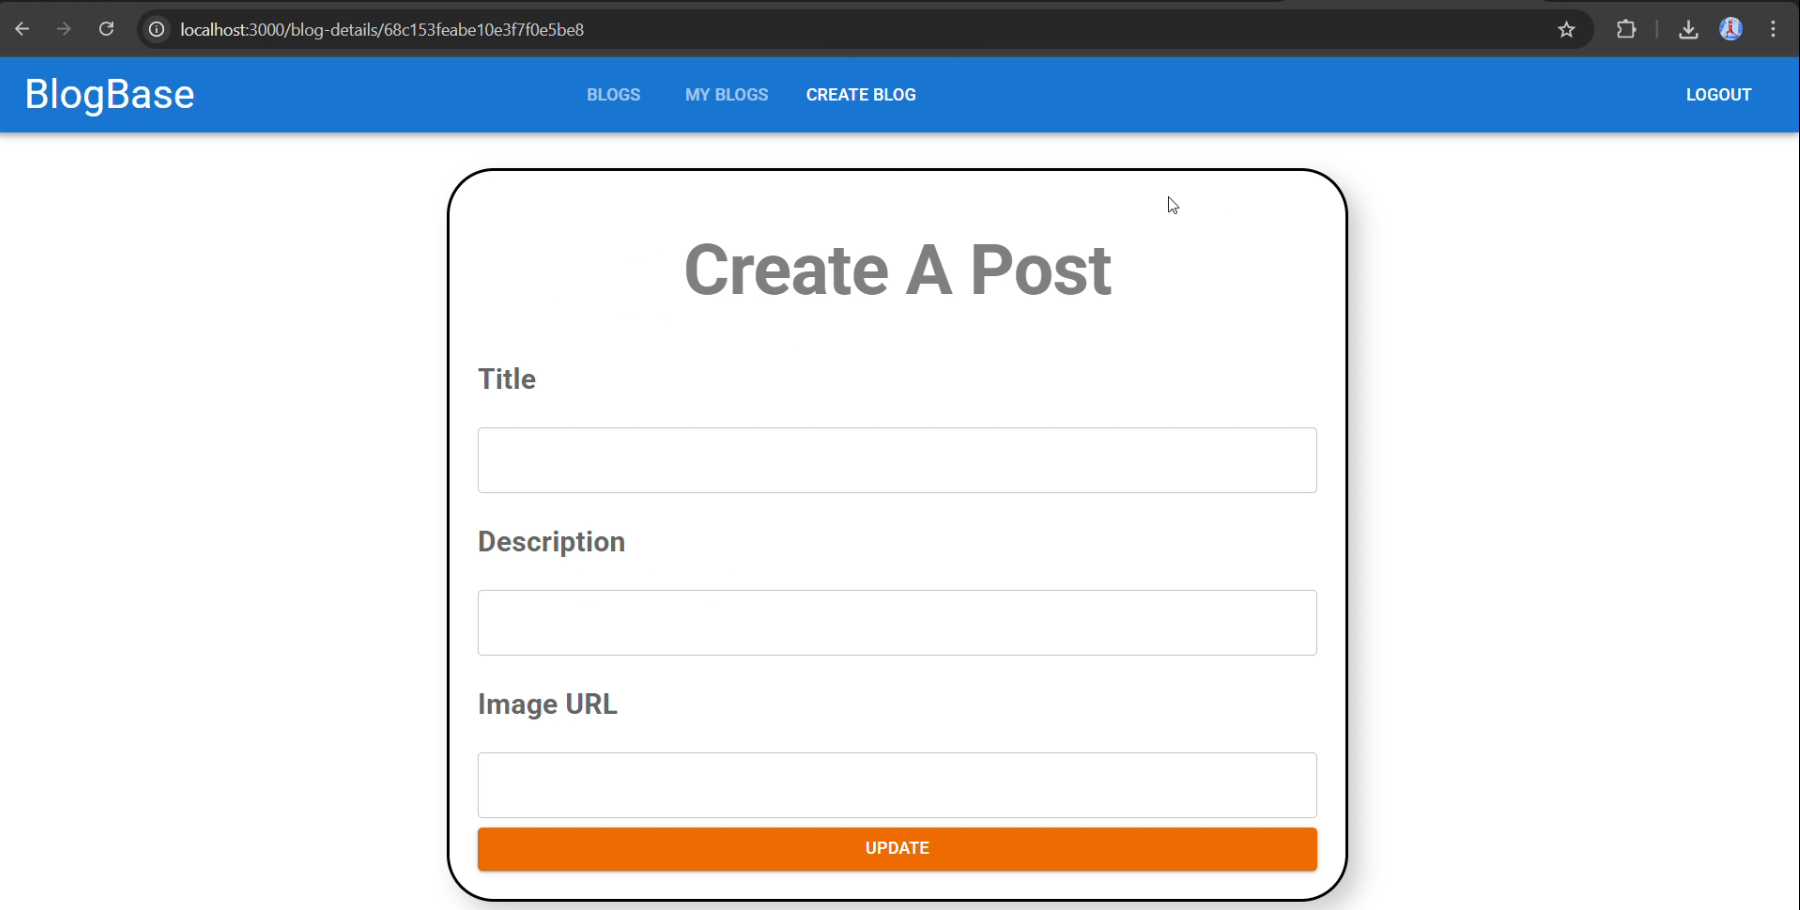 localhost:3000/blog-details/68c153feabe10e3f7f0e5be8
BlogBase
BLOGS
MY BLOGS
CREATE BLOG
LOGOUT
Create A Post
Title
Description
Image URL
UPDATE